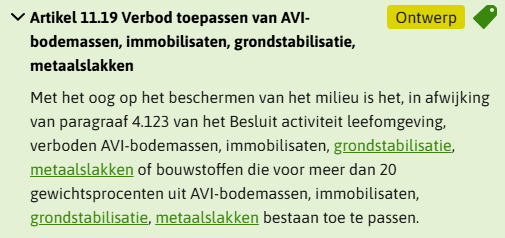 Artikel 11.19 Verbod toepassen van AVI-
bodemassen, immobilisaten, grondstabilisatie,
metaalslakken
Ontwerp
Met het oog op het beschermen van het milieu is het, in afwijking
van paragraaf 4.123 van het Besluit activiteit leefomgeving,
verboden AVI-bodemassen, immobilisaten, grondstabilisatie,
metaalslakken of bouwstoffen die voor meer dan 20
gewichtsprocenten uit AVI-bodemassen, immobilisaten,
grondstabilisatie, metaalslakken bestaan toe te passen.